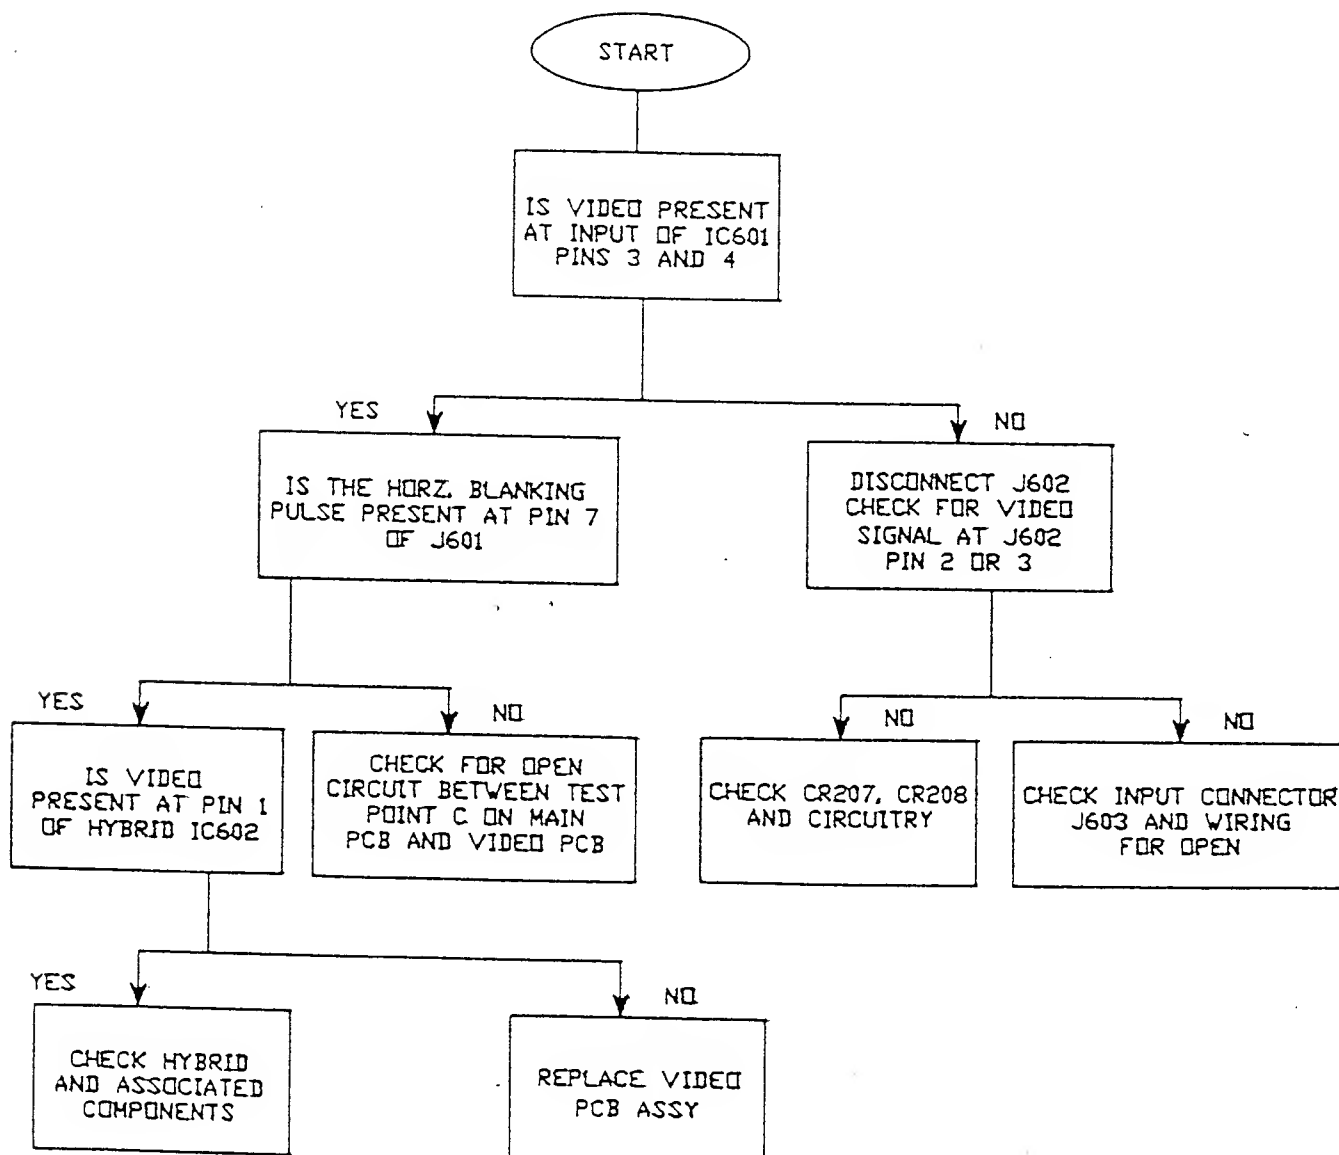 START
IS VIDEO PRESENT
AT INPUT OF IC601
PINS 3 AND 4
YES
NO
IS THE HORZ. BLANKING
PULSE PRESENT AT PIN 7
OF J601
DISCONNECT J602
CHECK FOR VIDEO
SIGNAL AT J602
PIN 2 OR 3
YES
NO
NO
NO
IS VIDEO
PRESENT AT PIN 1
OF HYBRID IC602
CHECK FOR OPEN
CIRCUIT BETWEEN TEST
POINT C ON MAIN
PCB AND VIDEO PCB
CHECK CR207, CR208
AND CIRCUITRY
CHECK INPUT CONNECTOR
J603 AND WIRING
FOR OPEN
YES
NO
CHECK HYBRID
AND ASSOCIATED
COMPONENTS
REPLACE VIDEO
PCB ASSY